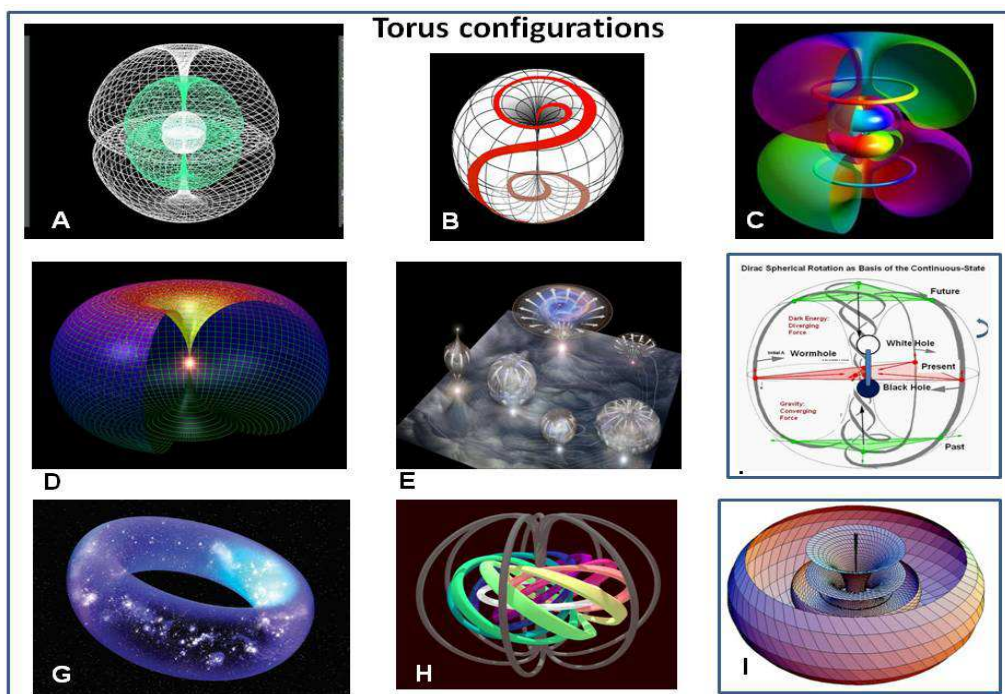 Torus configurations
A
B
C
Dirac Spherical Rotation as Basis of the Continuous-State
Future
Dark Energy:
Diverging
Force
White Hole
Wormhole
Present
Black Hole
Gravity:
Converging
Force
Past
D
E
G
H
I